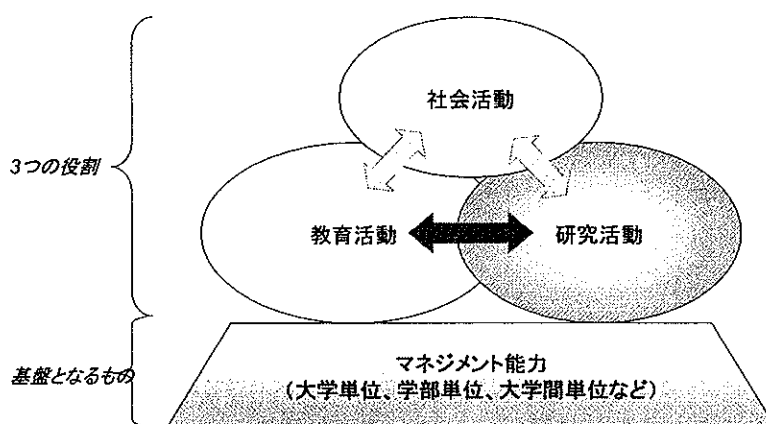 社会活動
3つの役割
教育活動
研究活動
基盤となるもの
マネジメント能力
(大学単位、学部単位、大学間単位など)